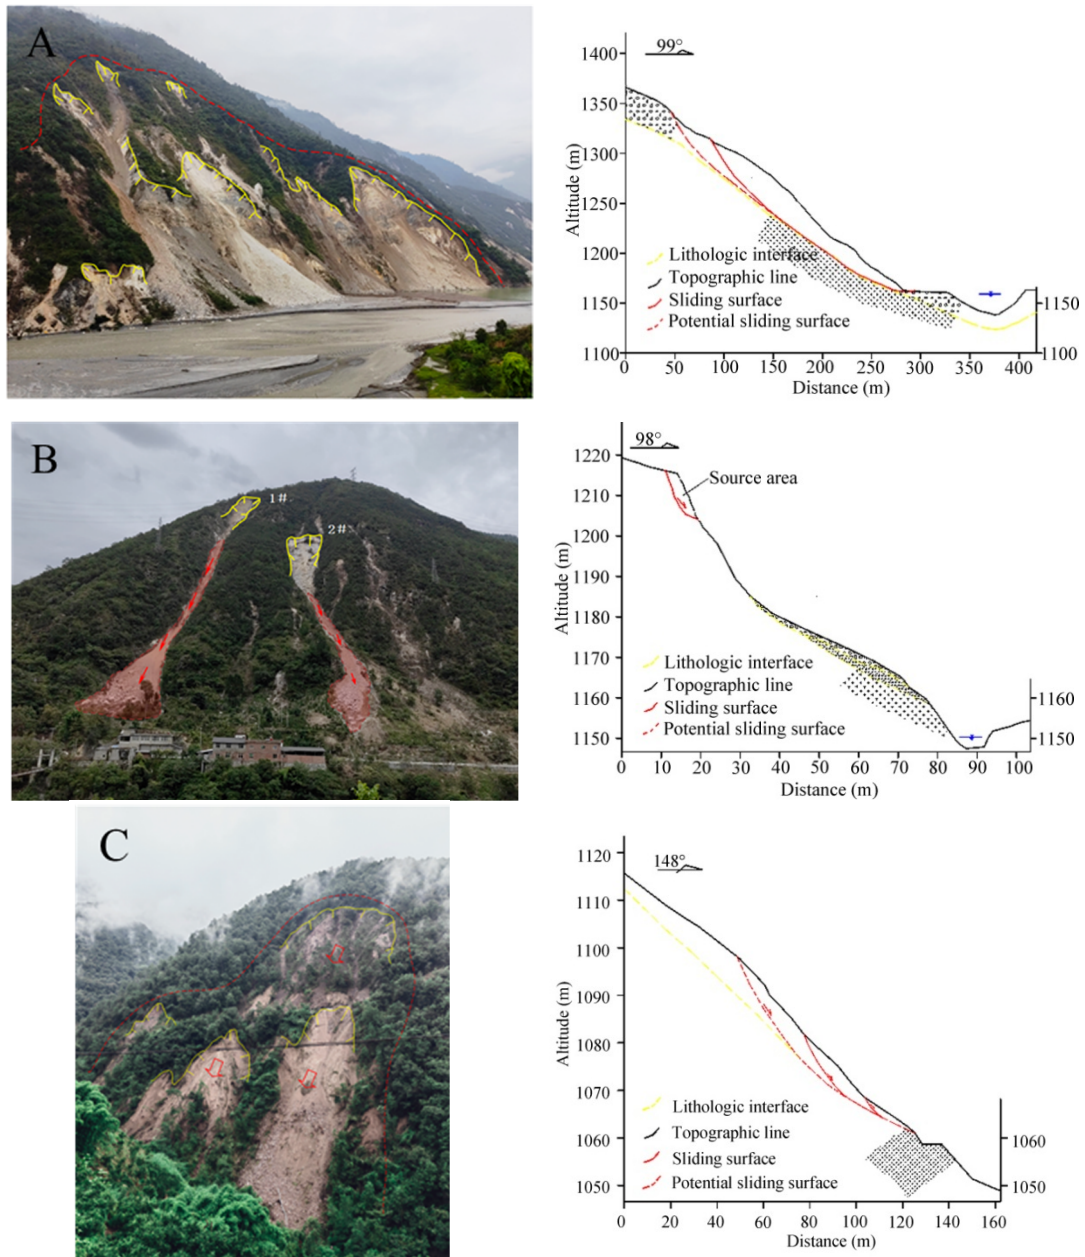 A
99°
1400
1350
1300
1250
1200
1150
1100
Altitude (m)
Lithologic interface
Topographic line
Sliding surface
Potential sliding surface
1150
1100
0 50 100 150 200 250 300 350 400
Distance (m)
B
1#
2#
98°
1220
1210
1200
1190
1180
1170
1160
1150
Altitude (m)
Source area
Lithologic interface
Topographic line
Sliding surface
Potential sliding surface
1160
1150
0 10 20 30 40 50 60 70 80 90 100
Distance (m)
C
148°
1120
1110
1100
1090
1080
1070
1060
1050
Altitude (m)
Lithologic interface
Topographic line
Sliding surface
Potential sliding surface
1060
1050
0 20 40 60 80 100 120 140 160
Distance (m)